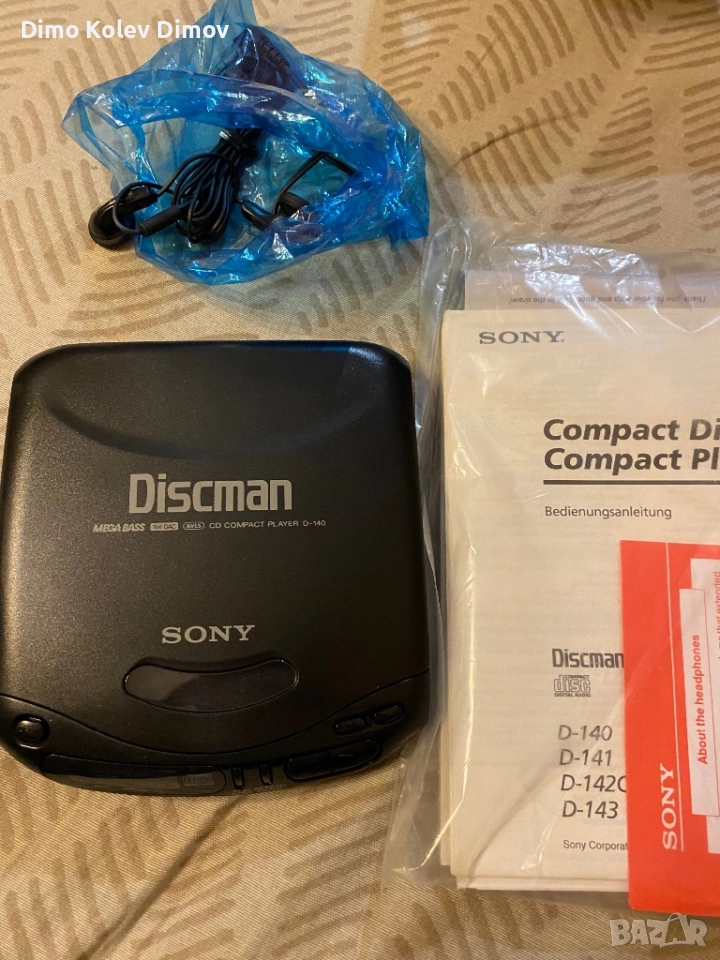 Dimo Kolev Dimov
SONY
Compact Di
Compact Pl
Bedienungsanleitung
Discman
MEGA BASS 1bit DAC AVLS CD COMPACT PLAYER D-140
SONY
Discman
COMPACT
disc
DIGITAL AUDIO
D-140
D-141
D-142C
D-143
Sony Corporat
About the headphones
SONY
BAZAR